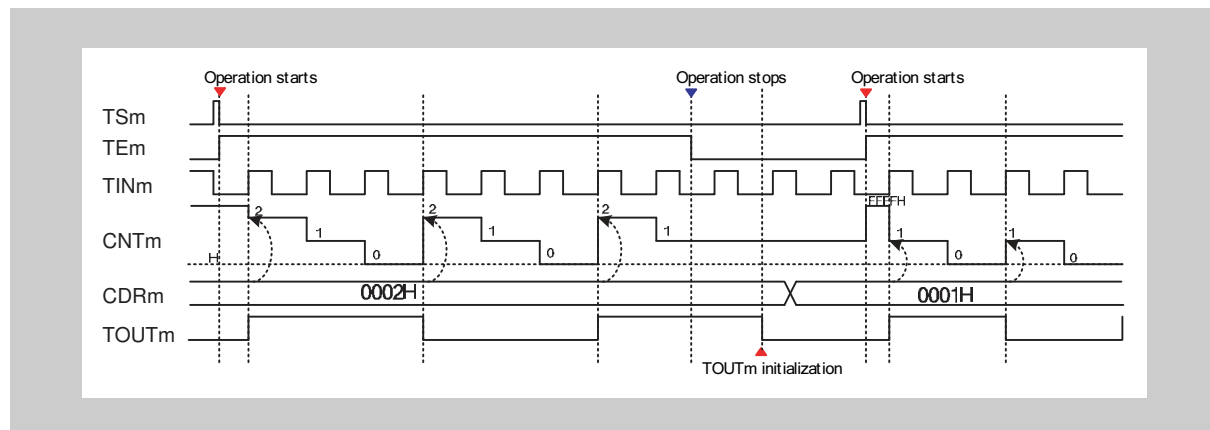 Operation starts Operation stops Operation starts
TSm
TEm
TINm
FFFFH
CNTm 2 1 0 2 1 0 2 1 1 0 1 0
H
CDRm 0002H 0001H
TOUTm
TOUTm initialization